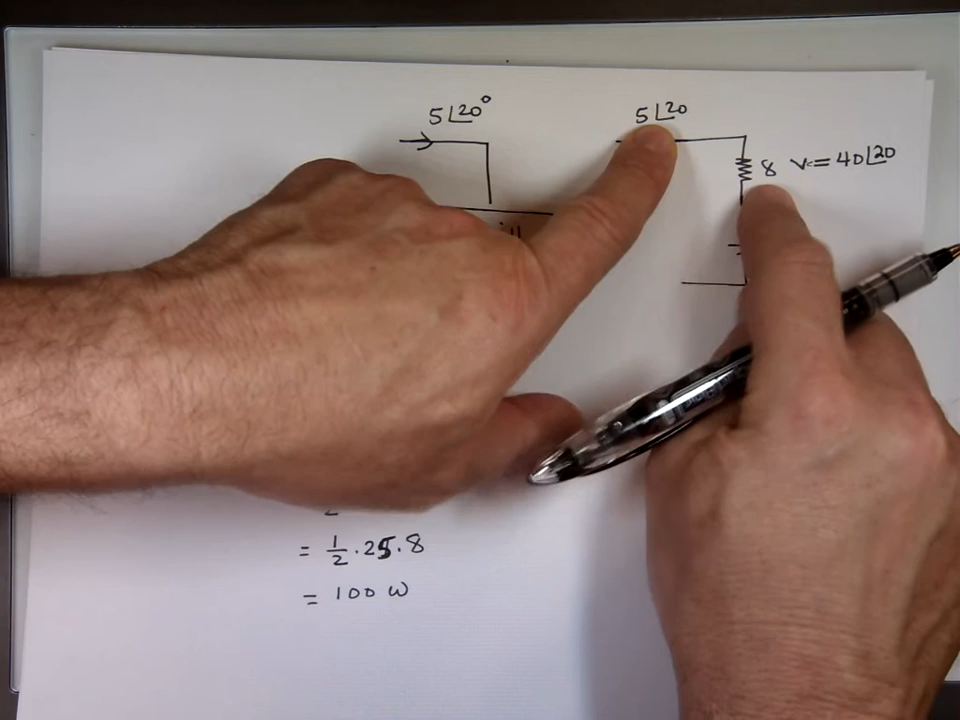 5∠20°
5∠20
8 V = 40∠20
= 1/2 · 25 · 8
= 100 W